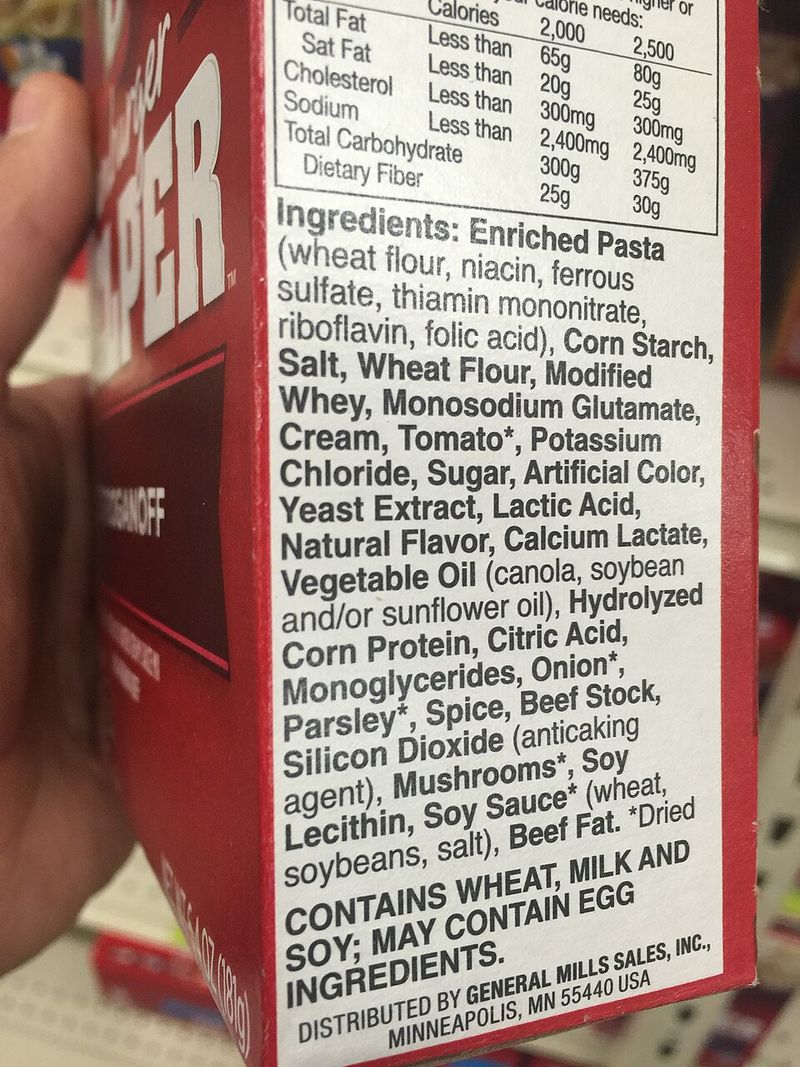 calorie needs:
Calories 2,000 2,500
Total Fat Less than 65g 80g
Sat Fat Less than 20g 25g
Cholesterol Less than 300mg 300mg
Sodium Less than 2,400mg 2,400mg
Total Carbohydrate 300g 375g
Dietary Fiber 25g 30g
Ingredients: Enriched Pasta
(wheat flour, niacin, ferrous
sulfate, thiamin mononitrate,
riboflavin, folic acid), Corn Starch,
Salt, Wheat Flour, Modified
Whey, Monosodium Glutamate,
Cream, Tomato*, Potassium
Chloride, Sugar, Artificial Color,
Yeast Extract, Lactic Acid,
Natural Flavor, Calcium Lactate,
Vegetable Oil (canola, soybean
and/or sunflower oil), Hydrolyzed
Corn Protein, Citric Acid,
Monoglycerides, Onion*,
Parsley*, Spice, Beef Stock,
Silicon Dioxide (anticaking
agent), Mushrooms*, Soy
Lecithin, Soy Sauce* (wheat,
soybeans, salt), Beef Fat. *Dried
CONTAINS WHEAT, MILK AND
SOY; MAY CONTAIN EGG
INGREDIENTS.
DISTRIBUTED BY GENERAL MILLS SALES, INC.,
MINNEAPOLIS, MN 55440 USA
PER™
GANOFF
OZ (181g)